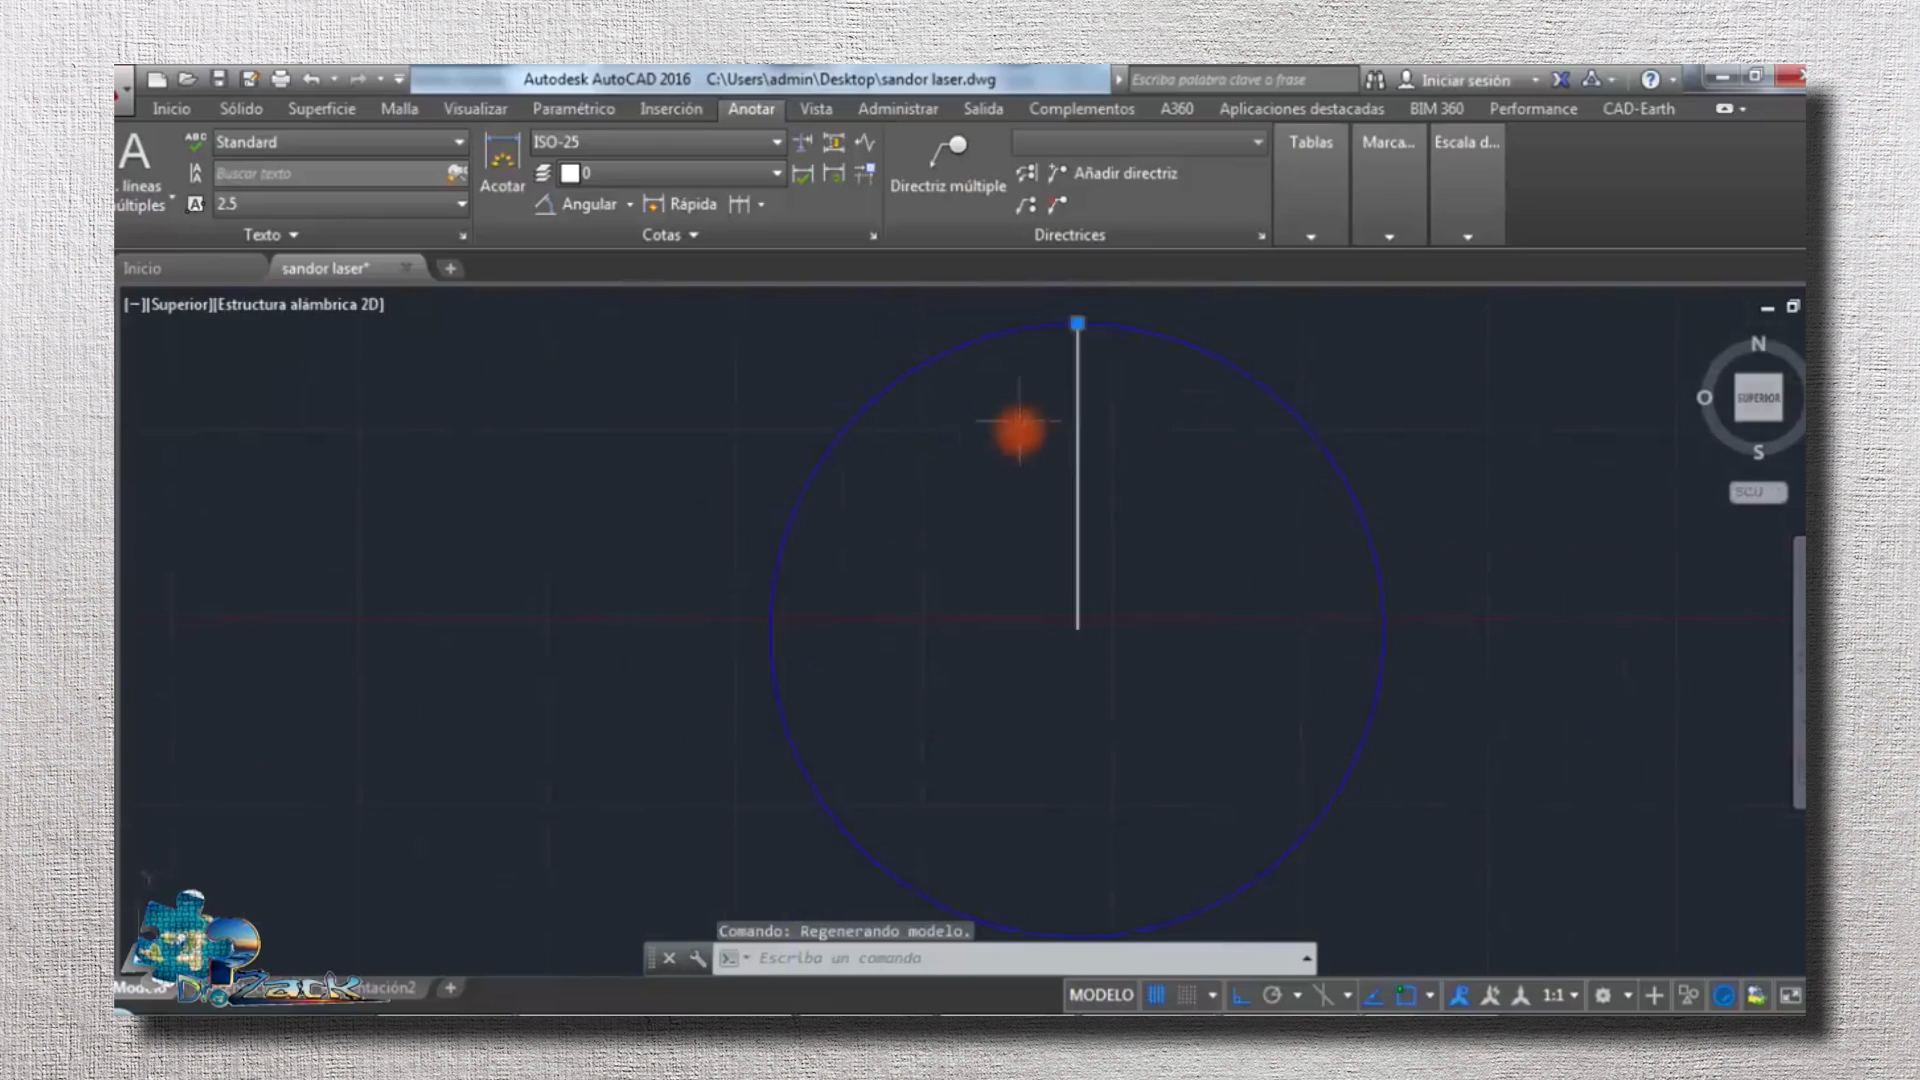 Autodesk AutoCAD 2016 C:\Users\admin\Desktop\sandor laser.dwg
Escriba palabra clave o frase
Iniciar sesión
Inicio Sólido Superficie Malla Visualizar Paramétrico Inserción Anotar Vista Administrar Salida Complementos A360 Aplicaciones destacadas BIM 360 Performance CAD-Earth
A
líneas
últiples
ABC
Standard
Buscar texto
2.5
Texto
Acotar
ISO-25
0
Angular
Rápida
Cotas
Directriz múltiple
Añadir directriz
Directrices
Tablas
Marca...
Escala d...
Inicio
sandor laser*
[−][Superior][Estructura alámbrica 2D]
N
O
SUPERIOR
S
SCU
Comando: Regenerando modelo.
Escriba un comando
Modelo
ntación2
Zack
MODELO
1:1